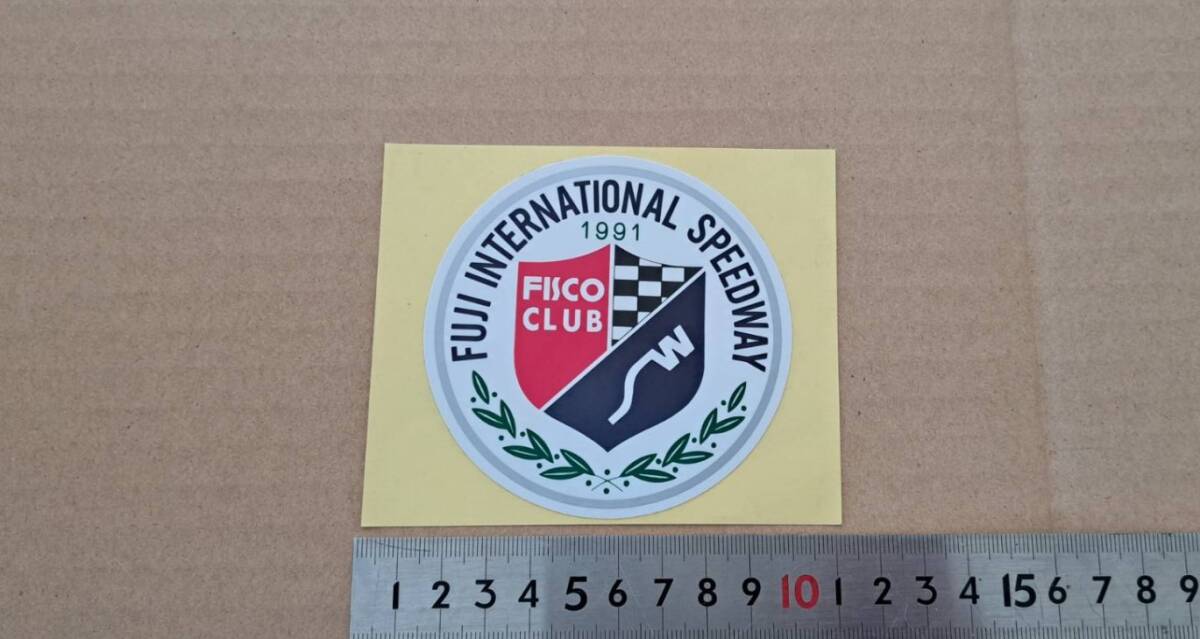 FUJI INTERNATIONAL SPEEDWAY
1991
FISCO
CLUB
W
1 2 3 4 5 6 7 8 9 10 1 2 3 4 15 6 7 8 9